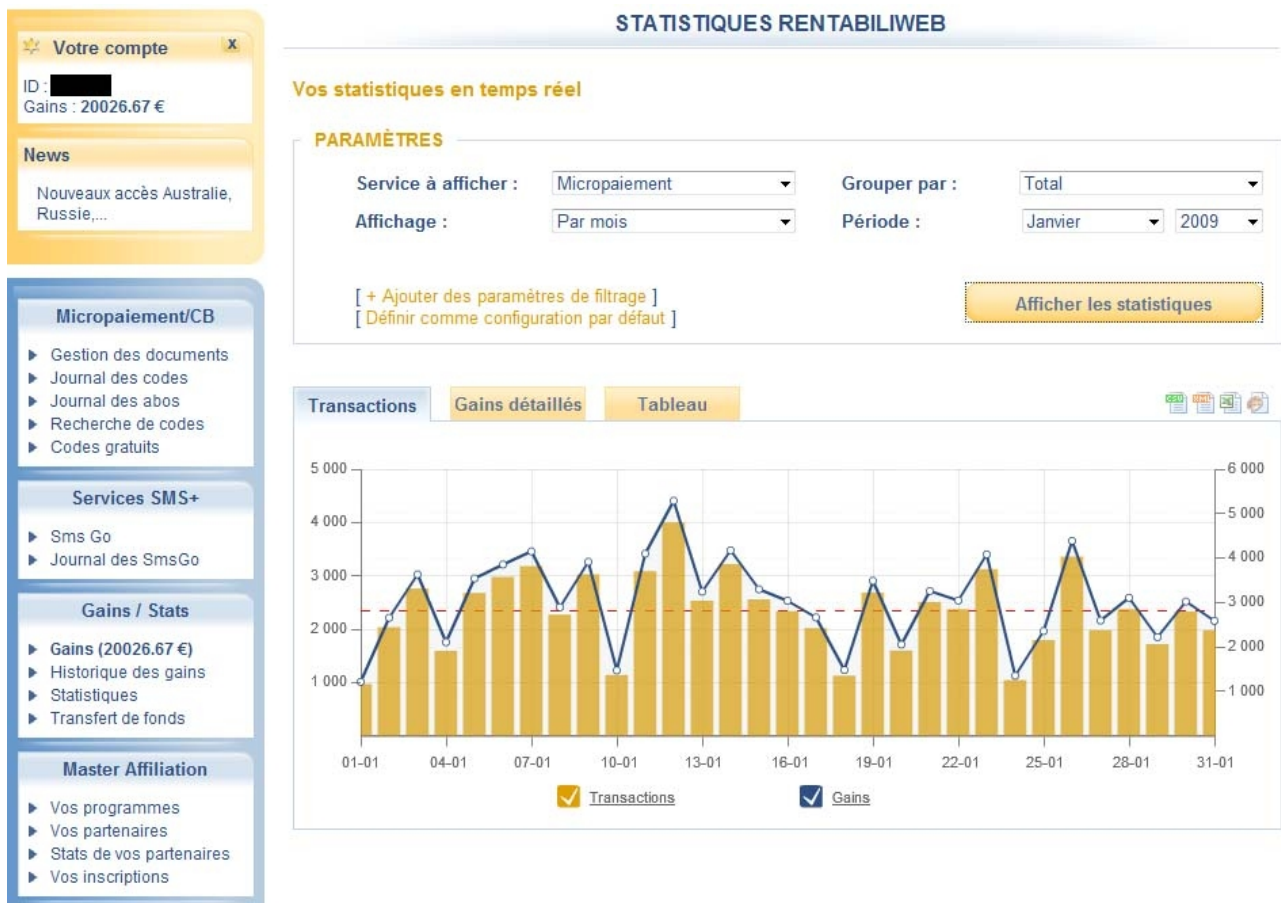 Votre compte
x
ID :
Gains : 20026.67 €
News
Nouveaux accès Australie,
Russie,...
Micropaiement/CB
Gestion des documents
Journal des codes
Journal des abos
Recherche de codes
Codes gratuits
Services SMS+
Sms Go
Journal des SmsGo
Gains / Stats
Gains (20026.67 €)
Historique des gains
Statistiques
Transfert de fonds
Master Affiliation
Vos programmes
Vos partenaires
Stats de vos partenaires
Vos inscriptions
STATISTIQUES RENTABILIWEB
Vos statistiques en temps réel
PARAMÈTRES
Service à afficher : Micropaiement Grouper par : Total
Affichage : Par mois Période : Janvier 2009
[ + Ajouter des paramètres de filtrage ]
[ Définir comme configuration par défaut ]
Afficher les statistiques
Transactions Gains détaillés Tableau
CSV XML
5 000 6 000
4 000 5 000
3 000 4 000
2 000 3 000
1 000 2 000
1 000
01-01 04-01 07-01 10-01 13-01 16-01 19-01 22-01 25-01 28-01 31-01
Transactions Gains